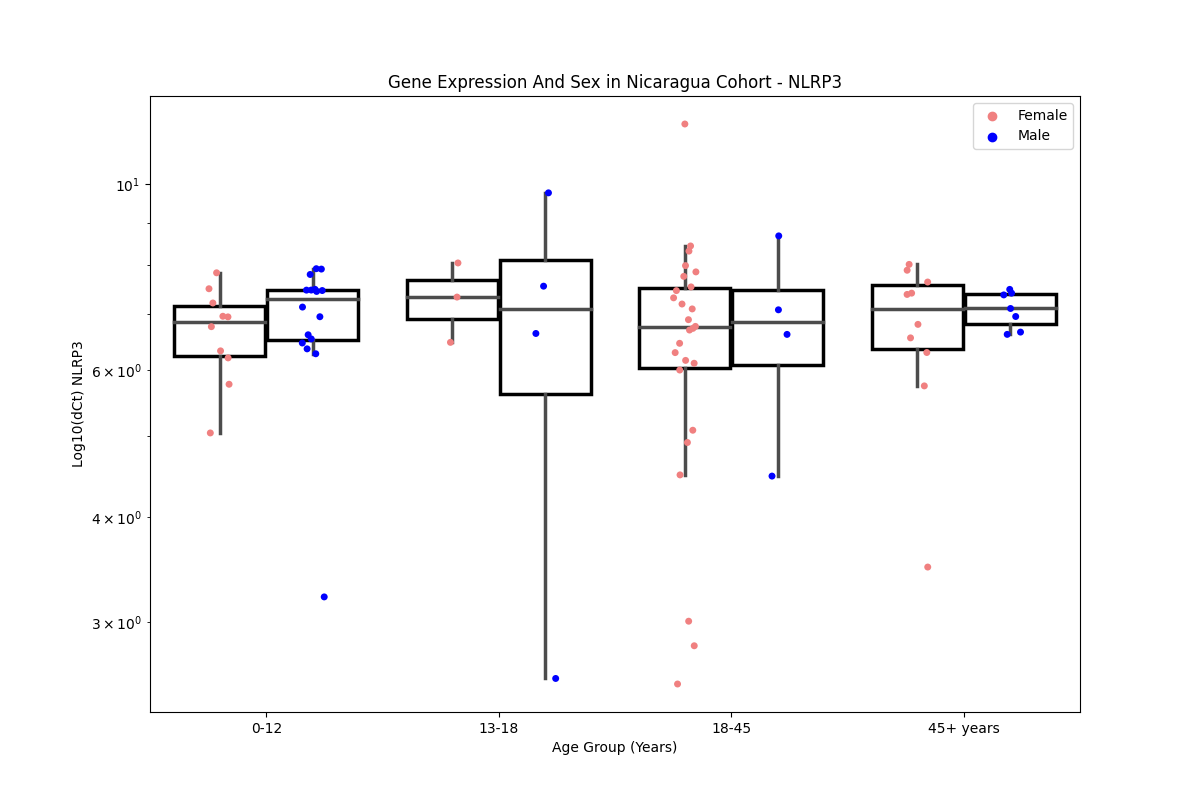 Gene Expression And Sex in Nicaragua Cohort - NLRP3
Female
Male
10¹
6 × 10⁰
4 × 10⁰
3 × 10⁰
Log10(dCt) NLRP3
0-12
13-18
18-45
45+ years
Age Group (Years)